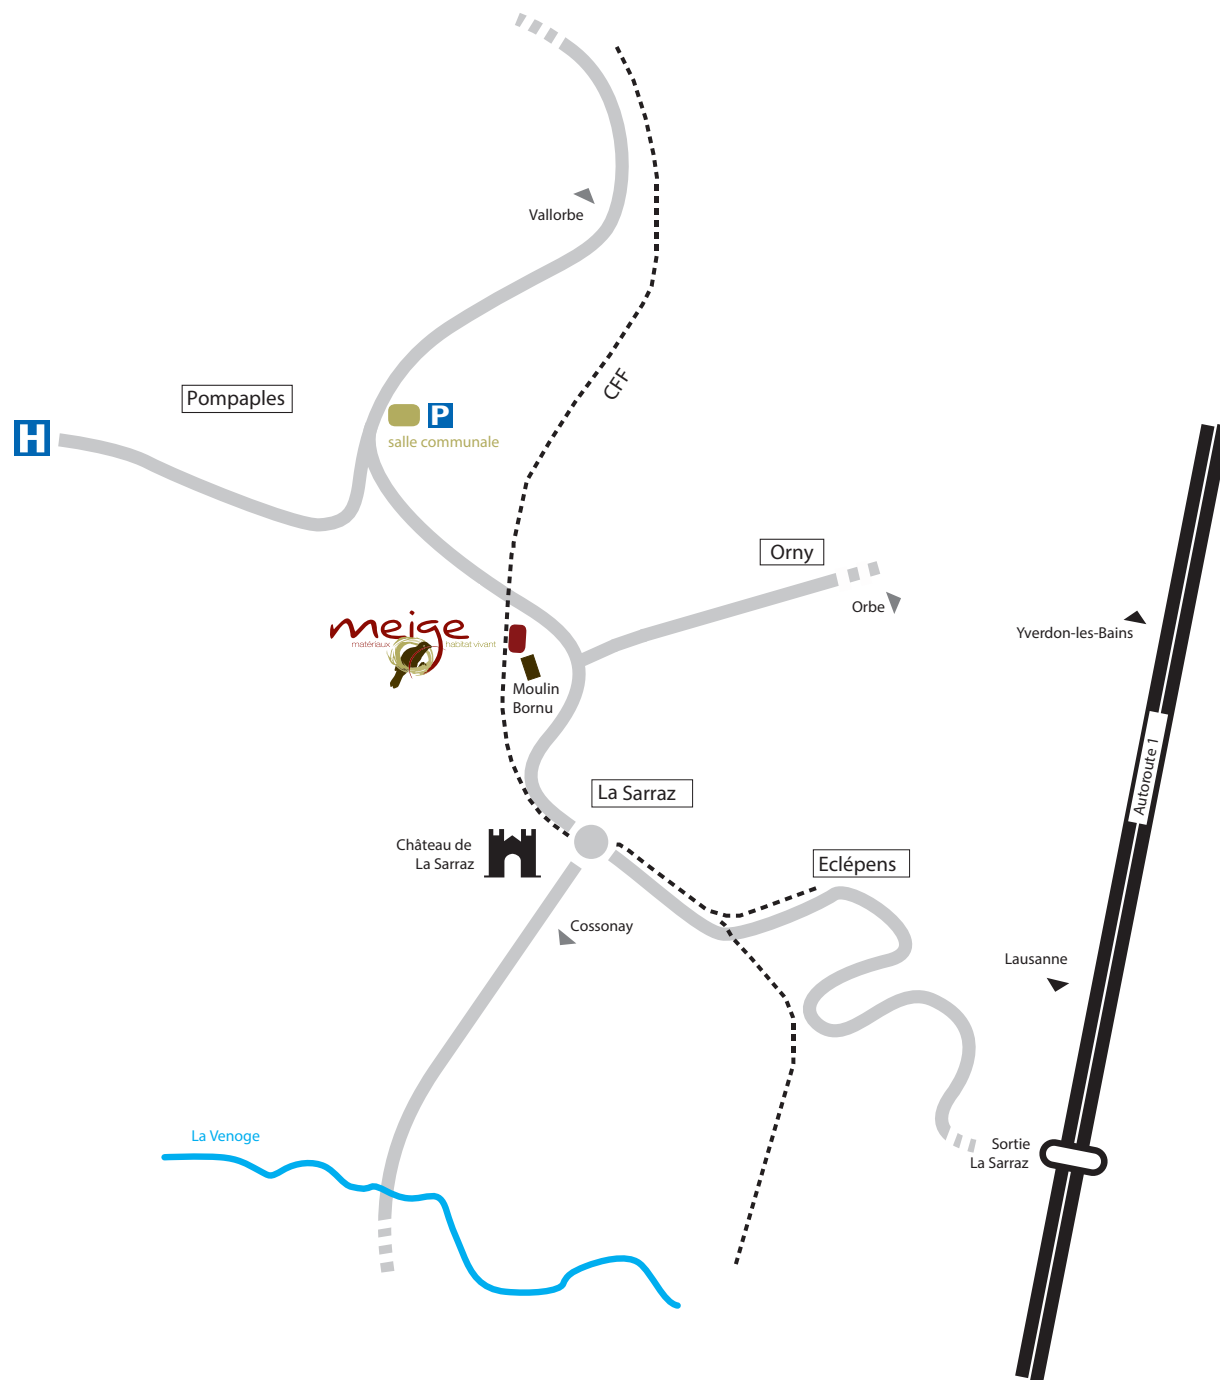 Vallorbe
CFF
Pompaples
H
P
salle communale
Orny
Orbe
Yverdon-les-Bains
meige
matériaux habitat vivant
Moulin
Bornu
Autoroute 1
La Sarraz
Château de
La Sarraz
Eclépens
Cossonay
Lausanne
La Venoge
Sortie
La Sarraz